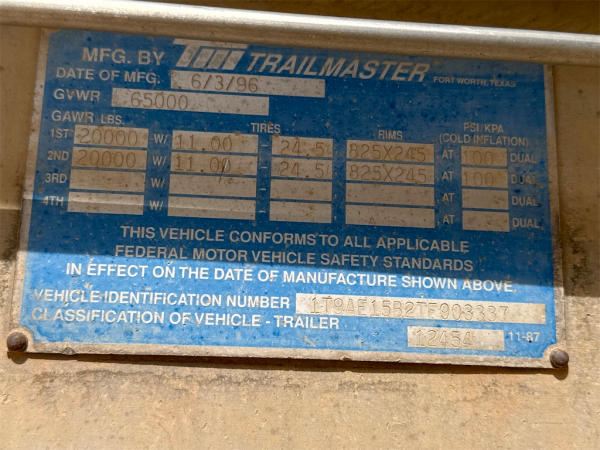 MFG. BY TM TRAILMASTER FORT WORTH, TEXAS
DATE OF MFG. 6/3/96
GVWR 65000
GAWR LBS. TIRES RIMS PSI/KPA
(COLD INFLATION)
1ST 20000 W/ 11.00 - 24.5 825X245 AT 100 DUAL
2ND 20000 W/ 11.00 - 24.5 825X245 AT 100 DUAL
3RD W/ - AT DUAL
4TH W/ - AT DUAL
THIS VEHICLE CONFORMS TO ALL APPLICABLE
FEDERAL MOTOR VEHICLE SAFETY STANDARDS
IN EFFECT ON THE DATE OF MANUFACTURE SHOWN ABOVE,
VEHICLE IDENTIFICATION NUMBER 1T9AE15B2TF003337
CLASSIFICATION OF VEHICLE - TRAILER 12454 11-87